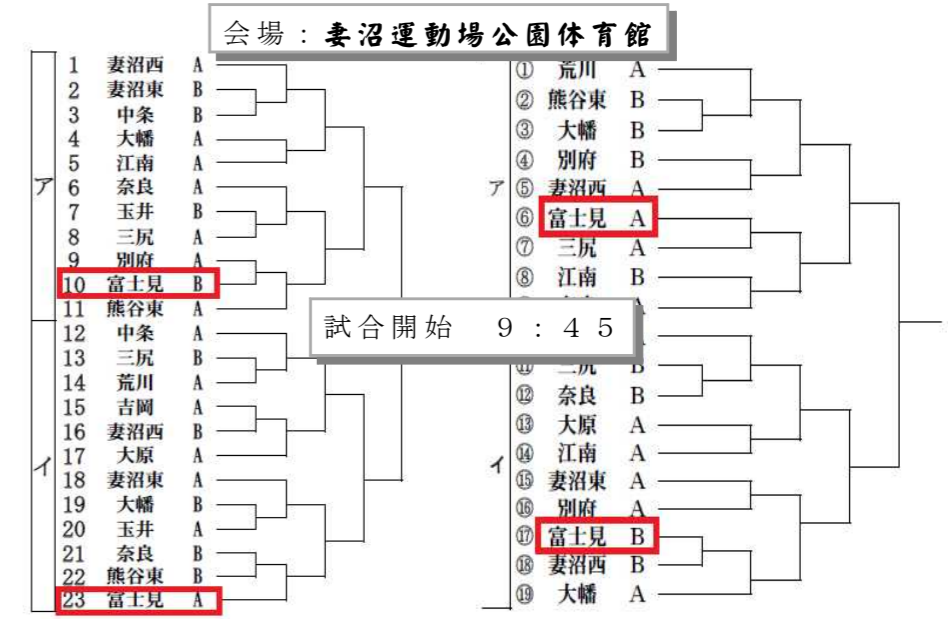 会場：妻沼運動場公園体育館
ア
1 妻沼西 A
2 妻沼東 B
3 中条 B
4 大幡 A
5 江南 A
6 奈良 A
7 玉井 B
8 三尻 A
9 別府 A
10 富士見 B
11 熊谷東 A
イ
12 中条 A
13 三尻 B
14 荒川 A
15 吉岡 A
16 妻沼西 B
17 大原 A
18 妻沼東 A
19 大幡 B
20 玉井 A
21 奈良 B
22 熊谷東 B
23 富士見 A
試合開始 9：45
ア
① 荒川 A
② 熊谷東 B
③ 大幡 B
④ 別府 B
⑤ 妻沼西 A
⑥ 富士見 A
⑦ 三尻 A
⑧ 江南 B
イ
⑪ 三尻 B
⑫ 奈良 B
⑬ 大原 A
⑭ 江南 A
⑮ 妻沼東 A
⑯ 別府 A
⑰ 富士見 B
⑱ 妻沼西 B
⑲ 大幡 A